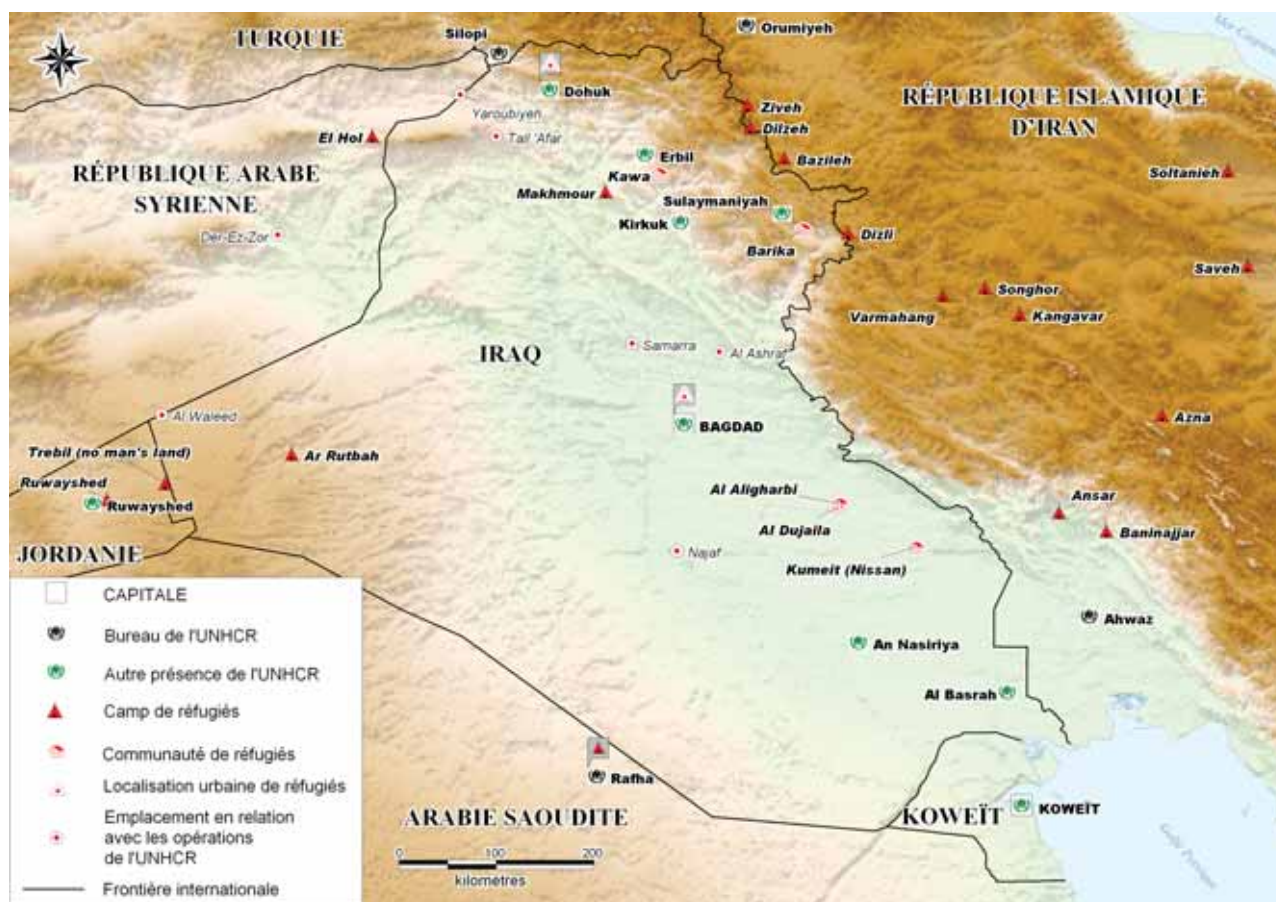 TURQUIE
Silopi
Orumiyeh
Mer Caspienne
Dohuk
Yaroubiyeh
Tall 'Afar
El Hol
Ziveh
Dilzeh
Bazileh
RÉPUBLIQUE ISLAMIQUE
D'IRAN
Soltanieh
RÉPUBLIQUE ARABE
SYRIENNE
Erbil
Kawa
Makhmour
Sulaymaniyah
Kirkuk
Der-Ez-Zor
Barika
Dizli
Saveh
Songhor
Varmahang
Kangavar
IRAQ
Samarra
Al Ashraf
BAGDAD
Al Waleed
Azna
Trebil (no man's land)
Ar Rutbah
Ruwayshed
Ruwayshed
Al Aligharbi
Al Dujaila
Ansar
Baninajjar
JORDANIE
Najaf
Kumeit (Nissan)
Ahwaz
An Nasiriya
Al Basrah
Rafha
ARABIE SAOUDITE
KOWEÏT
KOWEÏT
Golfe Persique
0 100 200
kilomètres
CAPITALE
Bureau de l'UNHCR
Autre présence de l'UNHCR
Camp de réfugiés
Communauté de réfugiés
Localisation urbaine de réfugiés
Emplacement en relation
avec les opérations
de l'UNHCR
Frontière internationale